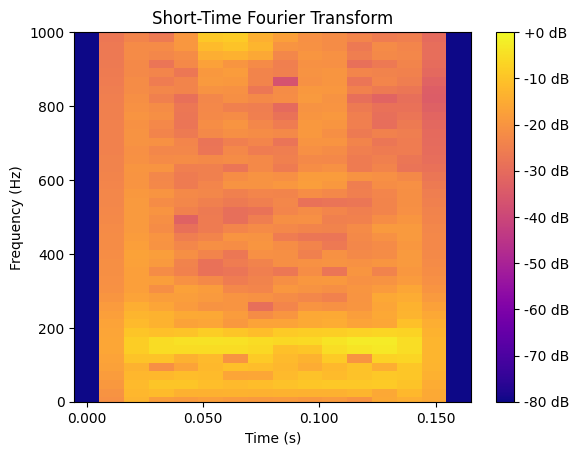 Short-Time Fourier Transform
1000
800
600
400
200
0
Frequency (Hz)
0.000
0.050
0.100
0.150
Time (s)
+0 dB
-10 dB
-20 dB
-30 dB
-40 dB
-50 dB
-60 dB
-70 dB
-80 dB